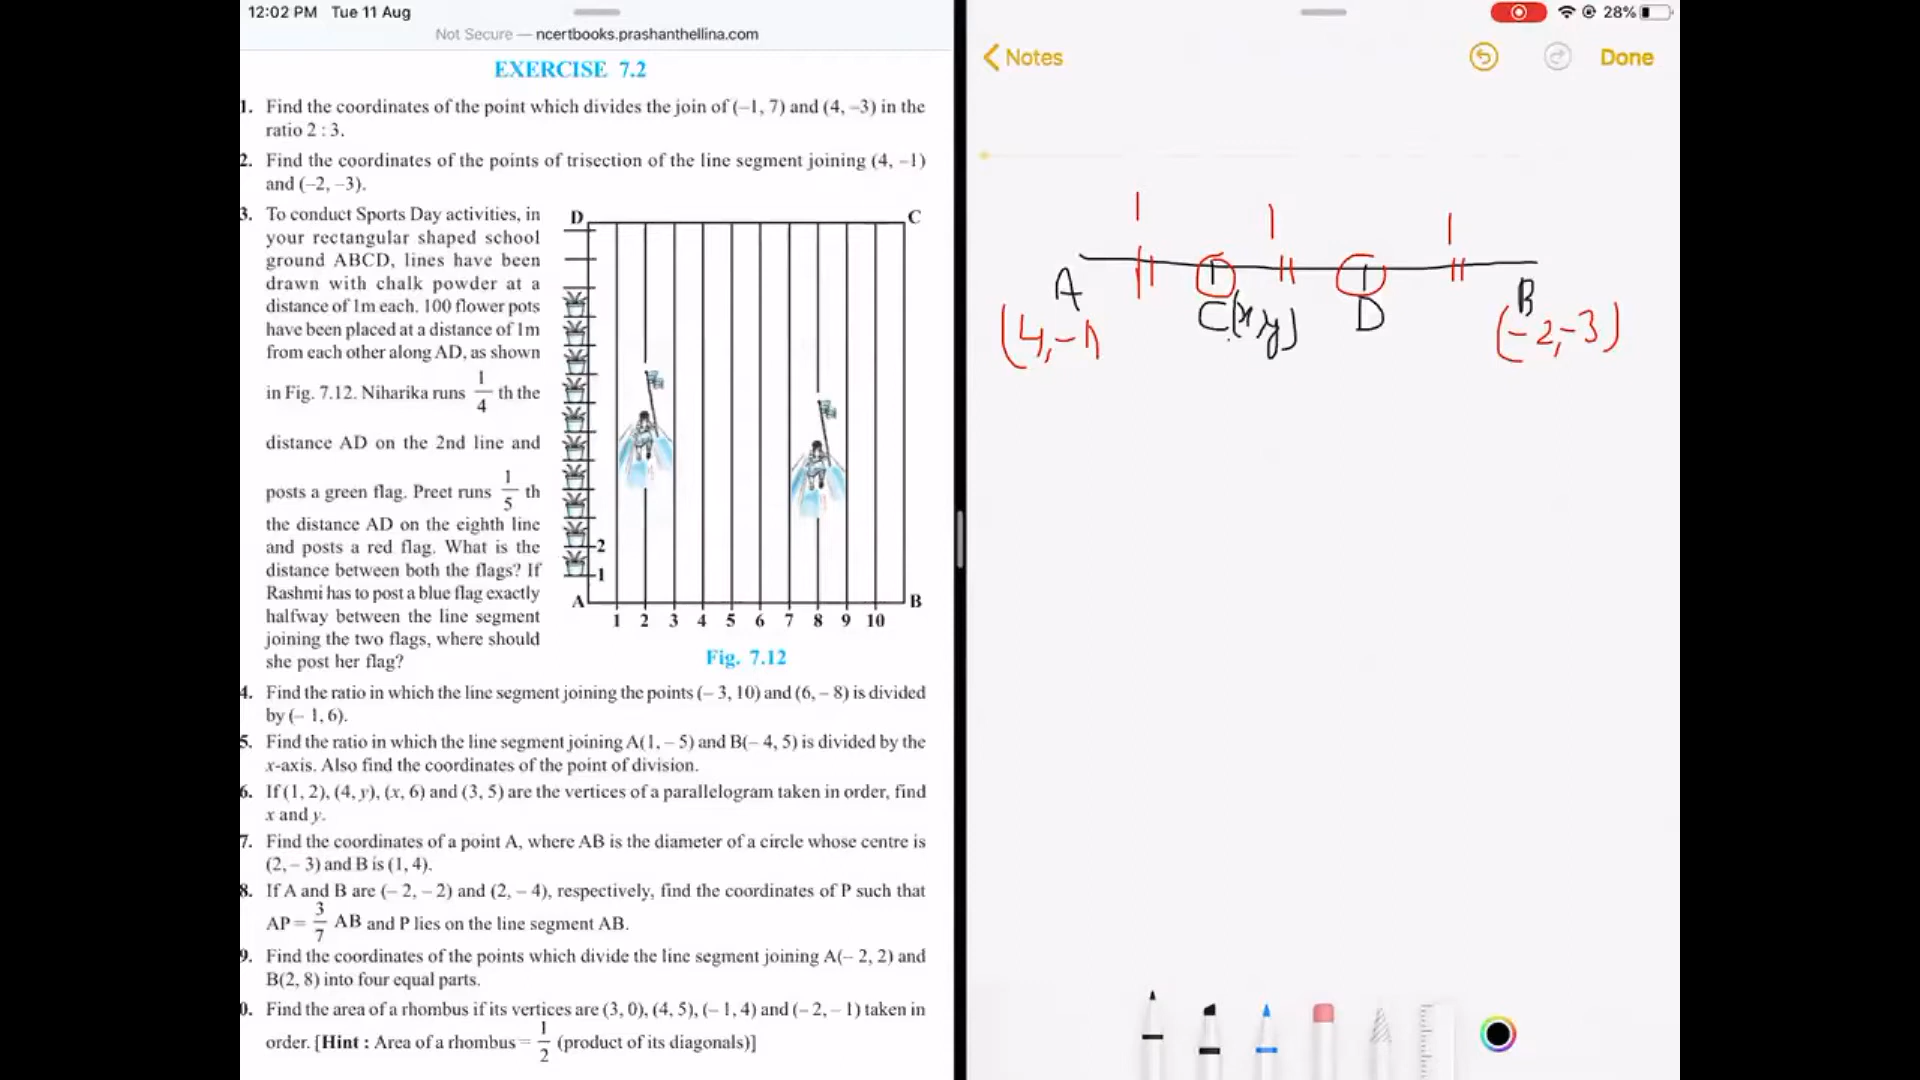 12:02 PM Tue 11 Aug
Not Secure — ncertbooks.prashanthellina.com
28%
Notes
Done
EXERCISE 7.2
1. Find the coordinates of the point which divides the join of (–1, 7) and (4, –3) in the
ratio 2 : 3.
2. Find the coordinates of the points of trisection of the line segment joining (4, –1)
and (–2, –3).
3. To conduct Sports Day activities, in
your rectangular shaped school
ground ABCD, lines have been
drawn with chalk powder at a
distance of 1m each. 100 flower pots
have been placed at a distance of 1m
from each other along AD, as shown
in Fig. 7.12. Niharika runs 1/4 th the
distance AD on the 2nd line and
posts a green flag. Preet runs 1/5 th
the distance AD on the eighth line
and posts a red flag. What is the
distance between both the flags? If
Rashmi has to post a blue flag exactly
halfway between the line segment
joining the two flags, where should
she post her flag?
D C
2
1
A B
1 2 3 4 5 6 7 8 9 10
Fig. 7.12
4. Find the ratio in which the line segment joining the points (– 3, 10) and (6, – 8) is divided
by (– 1, 6).
5. Find the ratio in which the line segment joining A(1, – 5) and B(– 4, 5) is divided by the
x-axis. Also find the coordinates of the point of division.
6. If (1, 2), (4, y), (x, 6) and (3, 5) are the vertices of a parallelogram taken in order, find
x and y.
7. Find the coordinates of a point A, where AB is the diameter of a circle whose centre is
(2, – 3) and B is (1, 4).
8. If A and B are (– 2, – 2) and (2, – 4), respectively, find the coordinates of P such that
AP = 3/7 AB and P lies on the line segment AB.
9. Find the coordinates of the points which divide the line segment joining A(– 2, 2) and
B(2, 8) into four equal parts.
0. Find the area of a rhombus if its vertices are (3, 0), (4, 5), (– 1, 4) and (– 2, – 1) taken in
order. [Hint : Area of a rhombus = 1/2 (product of its diagonals)]
1 1 1
A C(x,y) D B
(4,-1) (-2,-3)